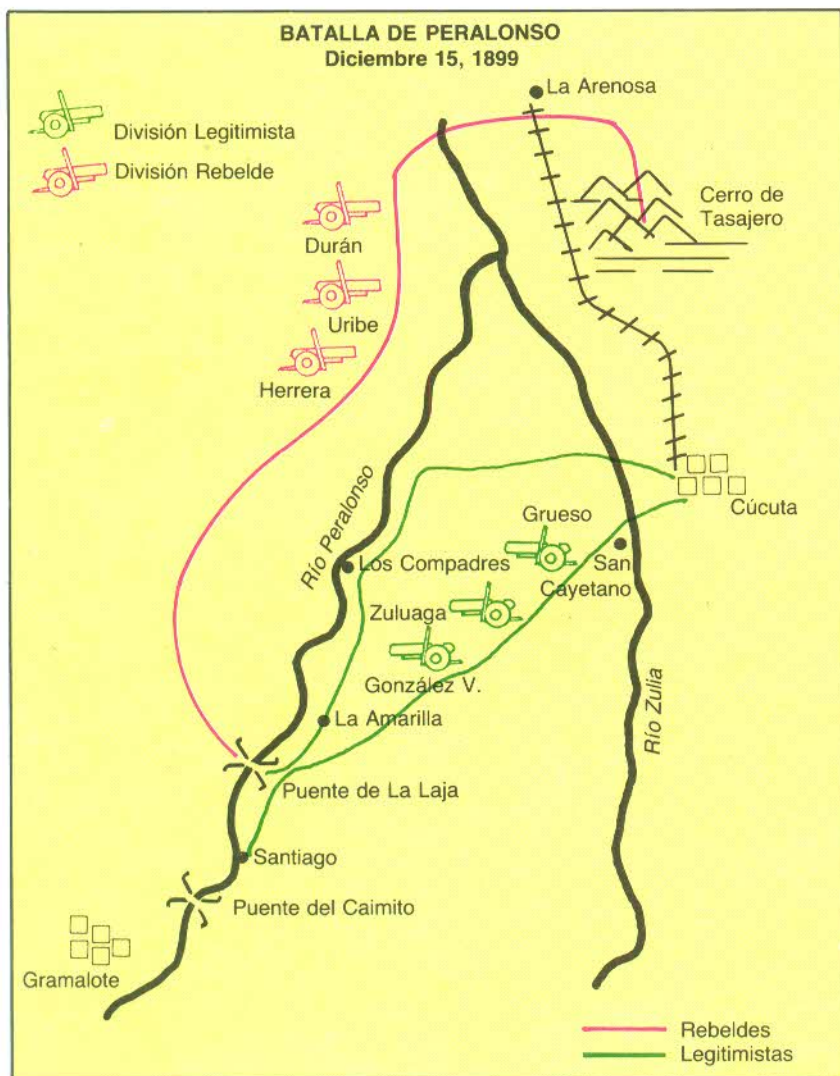 BATALLA DE PERALONSO
Diciembre 15, 1899
La Arenosa
División Legitimista
División Rebelde
Cerro de
Tasajero
Durán
Uribe
Herrera
Río Peralonso
Grueso
Cúcuta
Los Compadres
San
Cayetano
Zuluaga
González V.
La Amarilla
Río Zulia
Puente de La Laja
Santiago
Puente del Caimito
Gramalote
Rebeldes
Legitimistas